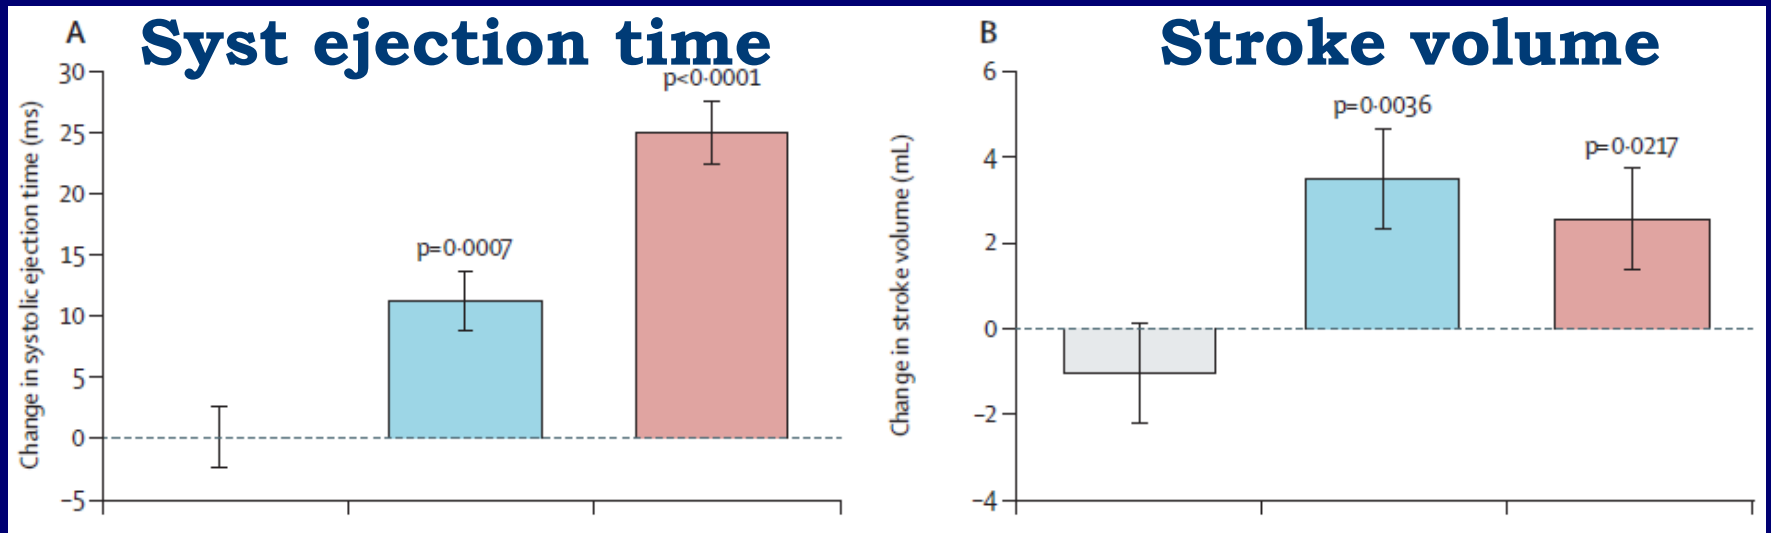 A
Syst ejection time
Change in systolic ejection time (ms)
30
25
20
15
10
5
0
−5
p=0·0007
p<0·0001
B
Stroke volume
Change in stroke volume (mL)
6
4
2
0
−2
−4
p=0·0036
p=0·0217